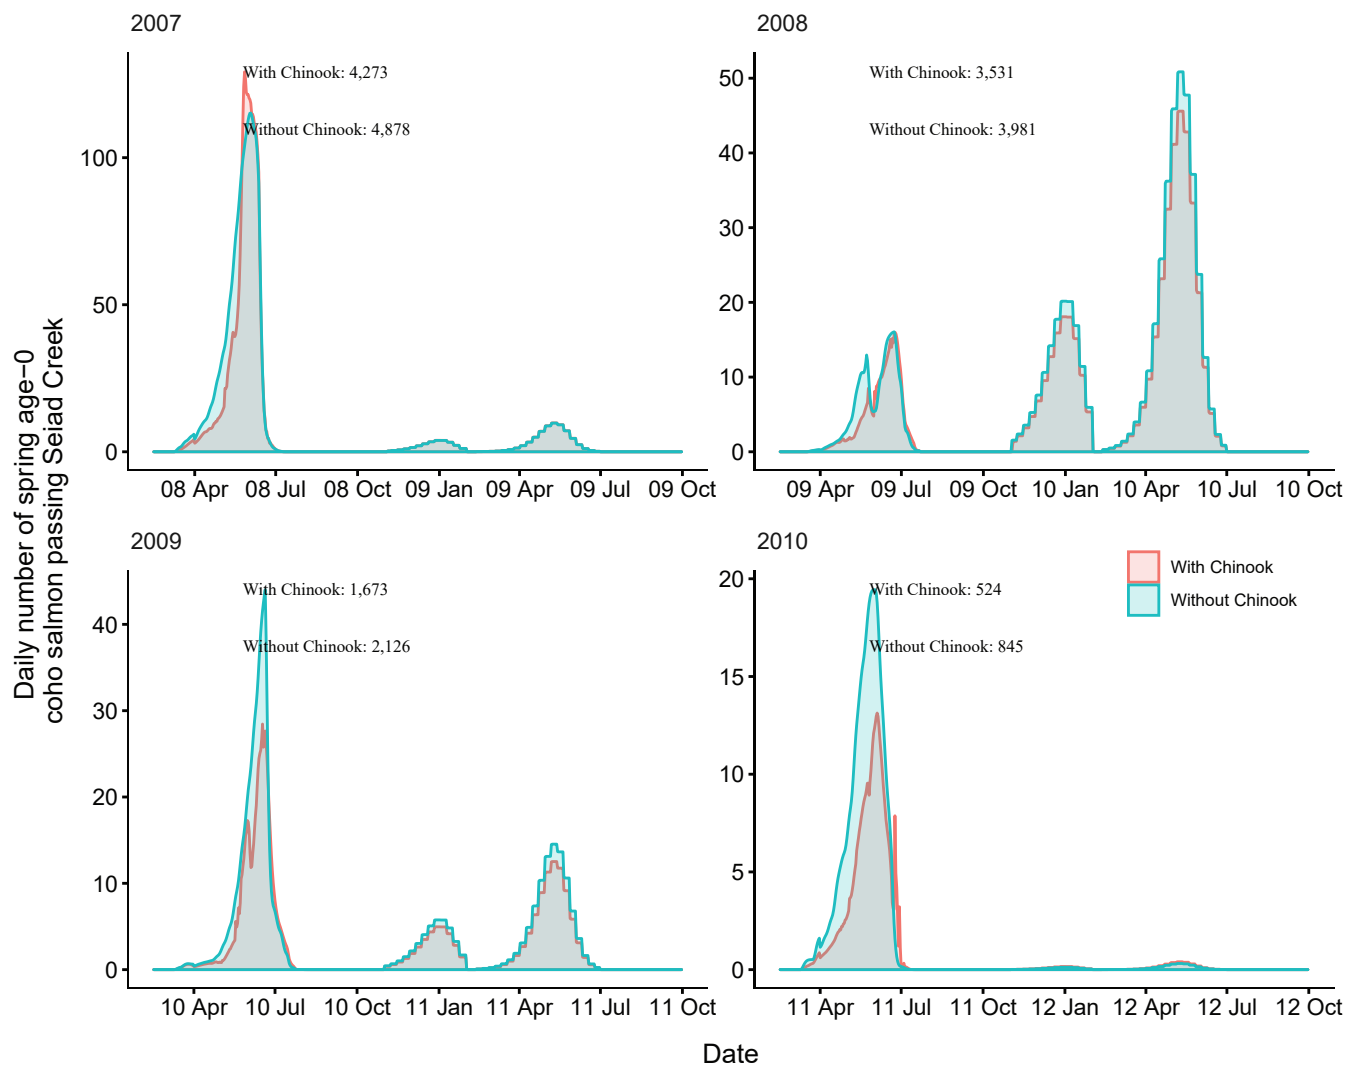 2007
With Chinook: 4,273
Without Chinook: 4,878
100
50
0
08 Apr 08 Jul 08 Oct 09 Jan 09 Apr 09 Jul 09 Oct
2008
With Chinook: 3,531
Without Chinook: 3,981
50
40
30
20
10
0
09 Apr 09 Jul 09 Oct 10 Jan 10 Apr 10 Jul 10 Oct
Daily number of spring age−0
coho salmon passing Seiad Creek
2009
With Chinook: 1,673
Without Chinook: 2,126
40
30
20
10
0
10 Apr 10 Jul 10 Oct 11 Jan 11 Apr 11 Jul 11 Oct
2010
With Chinook: 524
Without Chinook: 845
With Chinook
Without Chinook
20
15
10
5
0
11 Apr 11 Jul 11 Oct 12 Jan 12 Apr 12 Jul 12 Oct
Date